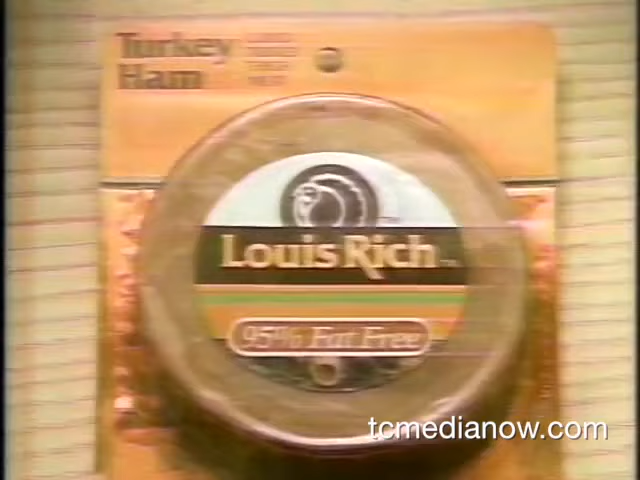 Turkey
Ham
Louis Rich
95% Fat Free
tcmedianow.com